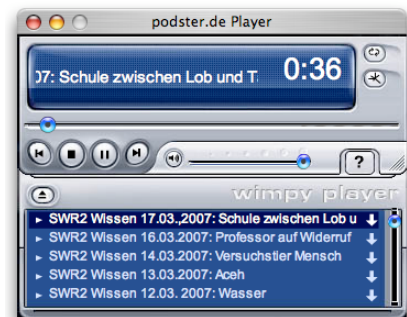 podster.de Player
07: Schule zwischen Lob und T
0:36
?
wimpy player
SWR2 Wissen 17.03.,2007: Schule zwischen Lob u
SWR2 Wissen 16.03.2007: Professor auf Widerruf
SWR2 Wissen 14.03.2007: Versuchstier Mensch
SWR2 Wissen 13.03.2007: Aceh
SWR2 Wissen 12.03. 2007: Wasser